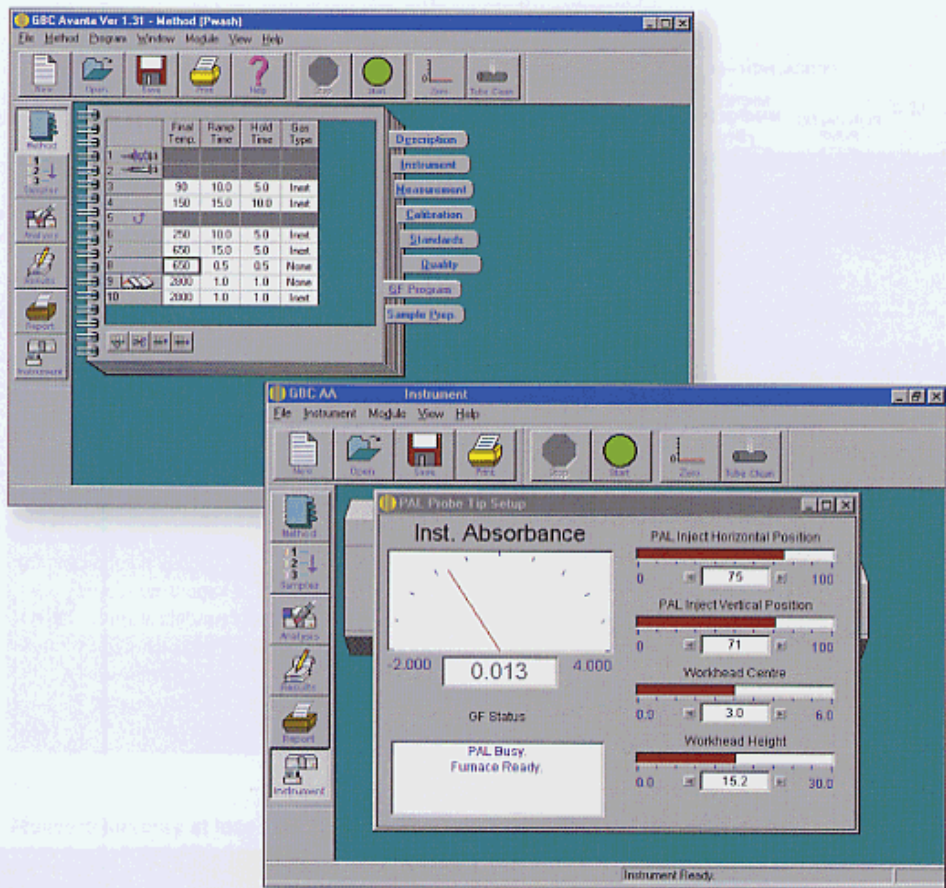 GBC Avanta Ver 1.31 - Method [Pwash]
File Method Program Window Module View Help
New Open Save Print Help Stop Start Zero Tube Clean
Method
Samples
Analysis
Results
Report
Instrument
Final Temp. Ramp Time Hold Time Gas Type
1
2
3 90 10.0 5.0 Inert
4 150 15.0 10.0 Inert
5
6 250 10.0 5.0 Inert
7 650 15.0 5.0 Inert
8 650 0.5 0.5 None
9 2800 1.0 1.0 None
10 2800 1.0 1.0 Inert
Description
Instrument
Measurement
Calibration
Standards
Quality
GF Program
Sample Prep.
GBC AA Instrument
File Instrument Module View Help
New Open Save Print Stop Start Zero Tube Clean
Method
Samples
Analysis
Results
Report
Instrument
PAL Probe Tip Setup
Inst. Absorbance
-2.000 0.013 4.000
GF Status
PAL Busy.
Furnace Ready.
PAL Inject Horizontal Position
0 75 100
PAL Inject Vertical Position
0 71 100
Workhead Centre
0.0 3.0 6.0
Workhead Height
0.0 15.2 30.0
Instrument Ready.